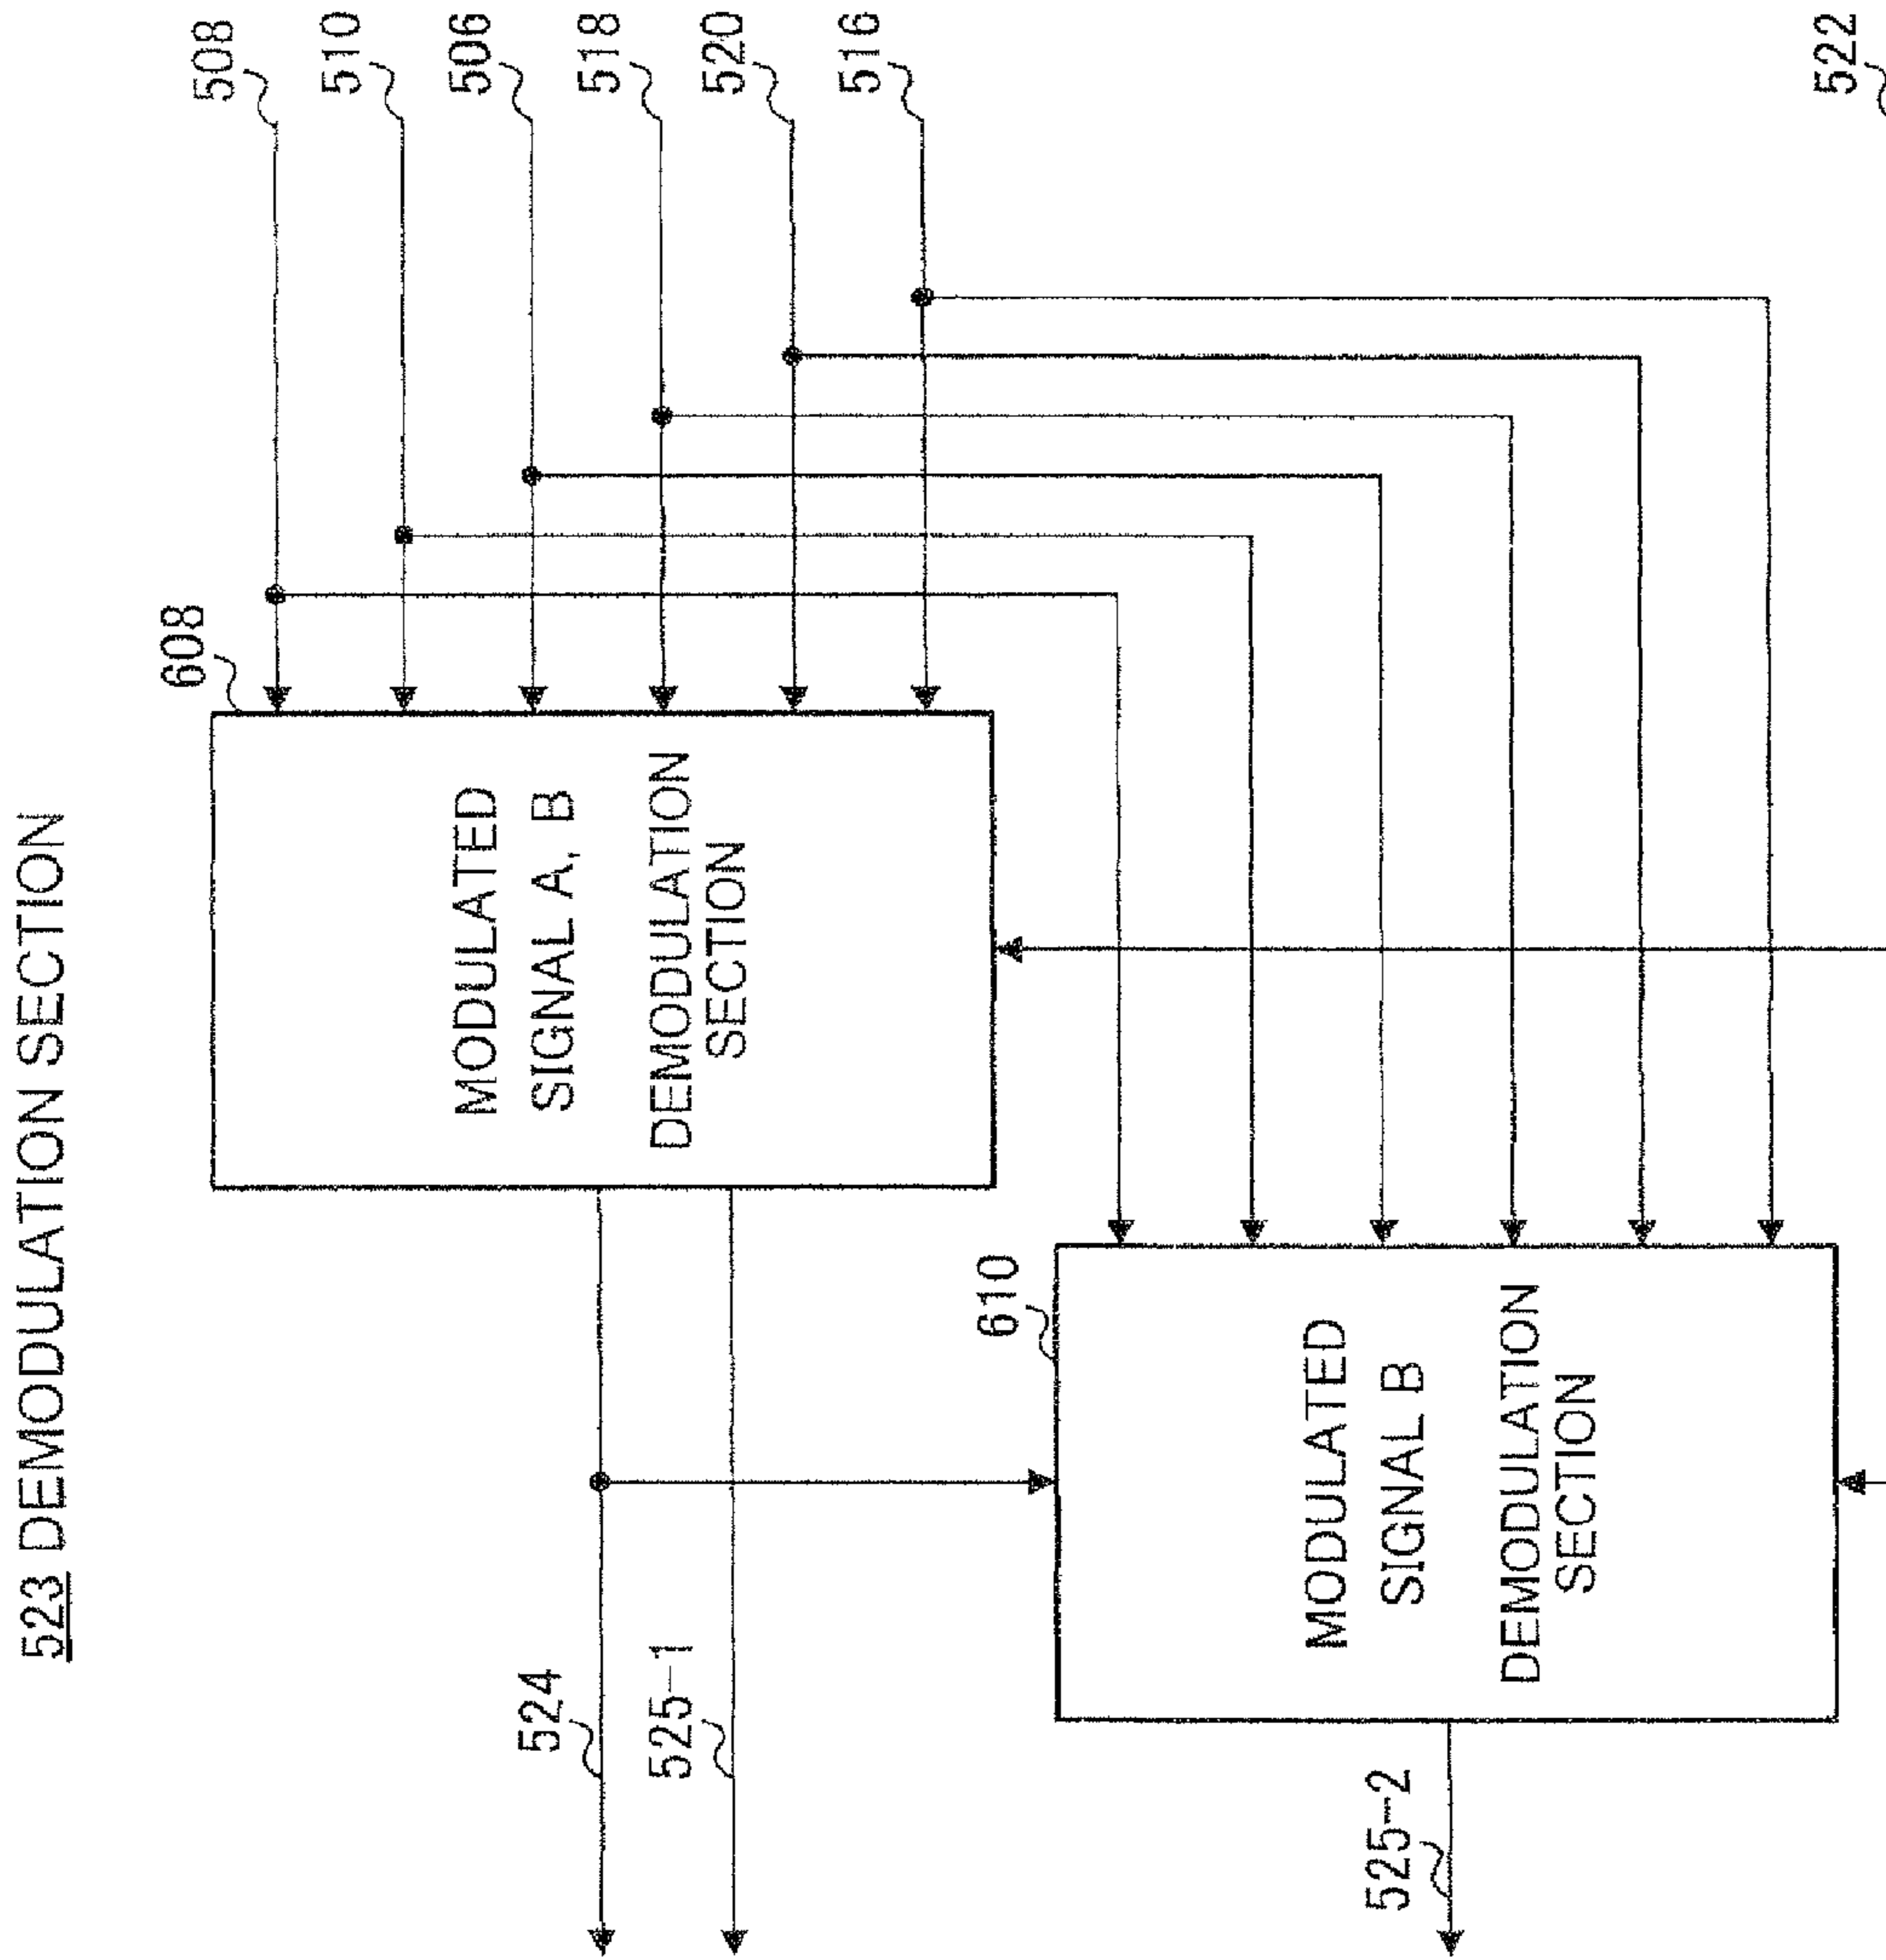 523 DEMODULATION SECTION
508
510
506
518
520
516
522
608
MODULATED
SIGNAL A, B
DEMODULATION
SECTION
610
MODULATED
SIGNAL B
DEMODULATION
SECTION
524
525-1
525-2